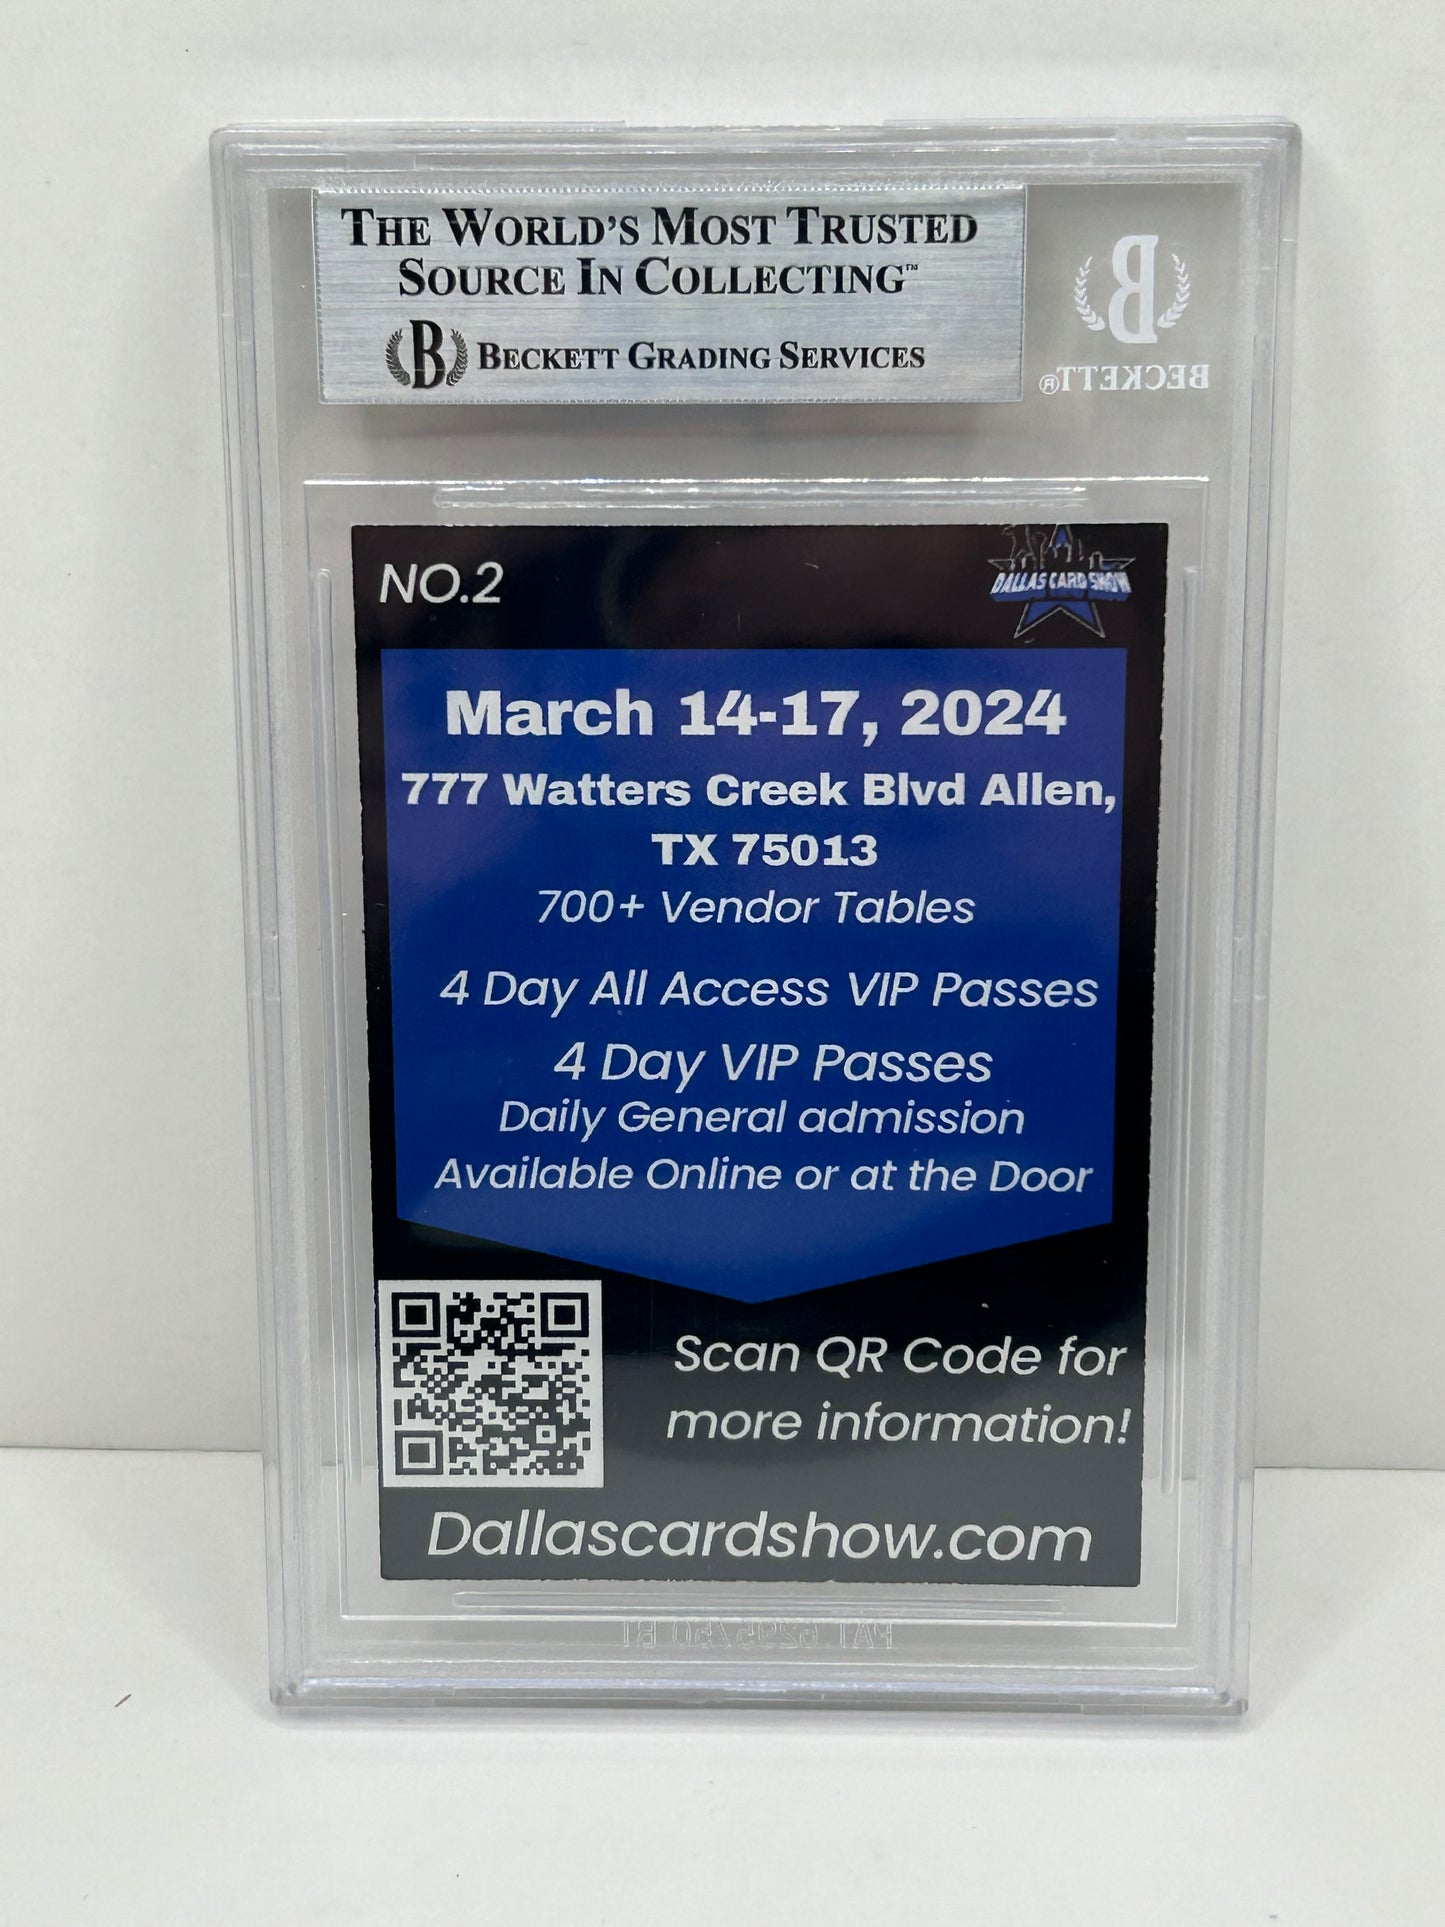 THE WORLD'S MOST TRUSTED
SOURCE IN COLLECTING™
B BECKETT GRADING SERVICES
B
BECKETT®
NO.2
DALLAS CARD SHOW
March 14-17, 2024
777 Watters Creek Blvd Allen,
TX 75013
700+ Vendor Tables
4 Day All Access VIP Passes
4 Day VIP Passes
Daily General admission
Available Online or at the Door
Scan QR Code for
more information!
Dallascardshow.com